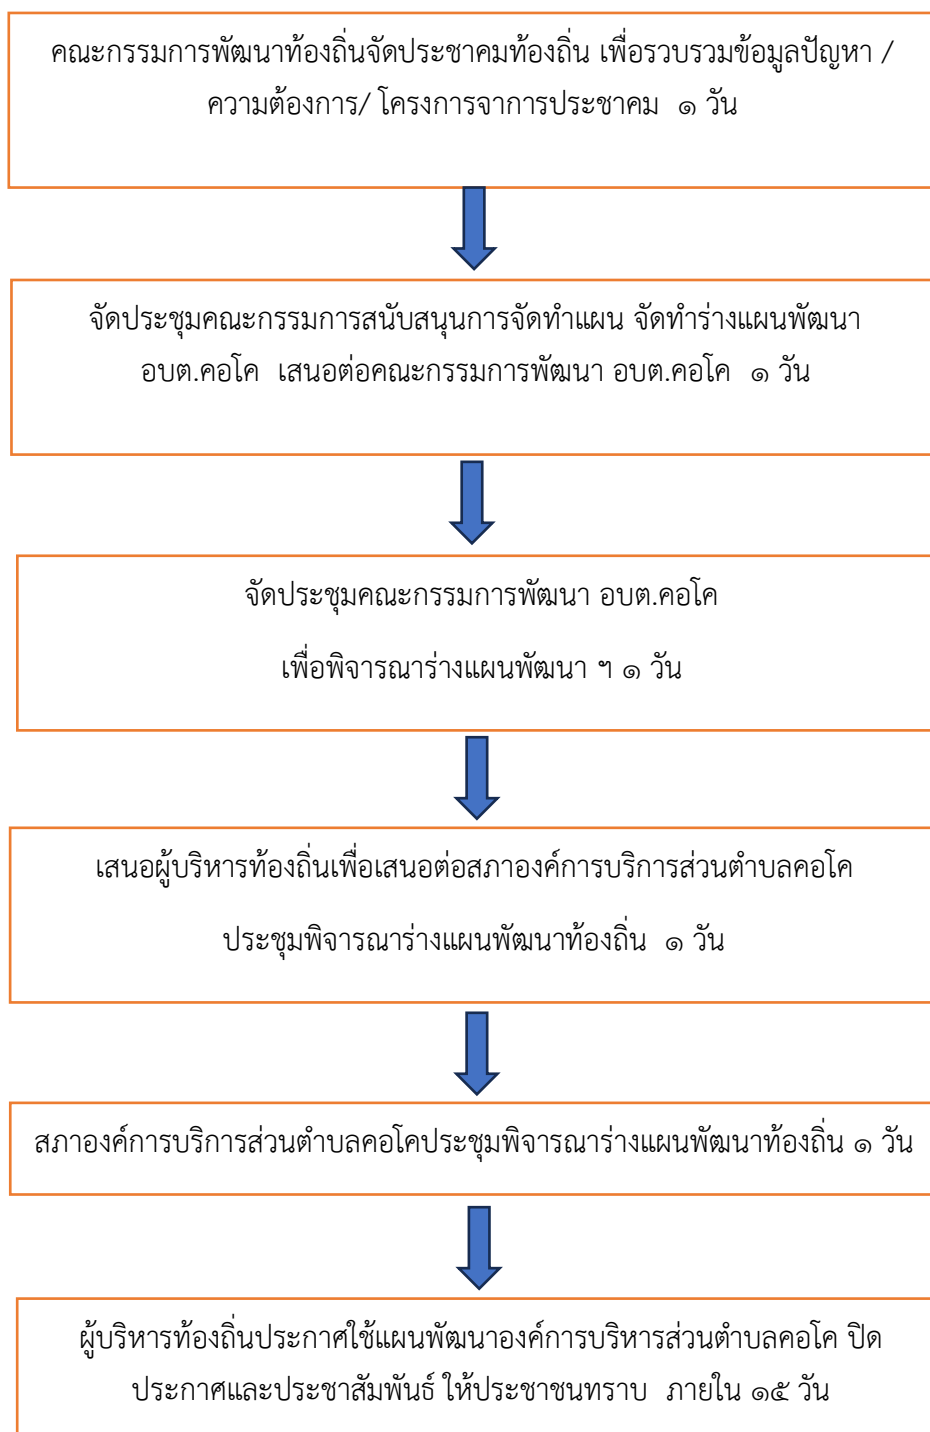 คณะกรรมการพัฒนาท้องถิ่นจัดประชาคมท้องถิ่น เพื่อรวบรวมข้อมูลปัญหา /
ความต้องการ/ โครงการจาการประชาคม ๑ วัน
จัดประชุมคณะกรรมการสนับสนุนการจัดทำแผน จัดทำร่างแผนพัฒนา
อบต.คอโค เสนอต่อคณะกรรมการพัฒนา อบต.คอโค ๑ วัน
จัดประชุมคณะกรรมการพัฒนา อบต.คอโค
เพื่อพิจารณาร่างแผนพัฒนา ฯ ๑ วัน
เสนอผู้บริหารท้องถิ่นเพื่อเสนอต่อสภาองค์การบริการส่วนตำบลคอโค
ประชุมพิจารณาร่างแผนพัฒนาท้องถิ่น ๑ วัน
สภาองค์การบริการส่วนตำบลคอโคประชุมพิจารณาร่างแผนพัฒนาท้องถิ่น ๑ วัน
ผู้บริหารท้องถิ่นประกาศใช้แผนพัฒนาองค์การบริหารส่วนตำบลคอโค ปิด
ประกาศและประชาสัมพันธ์ ให้ประชาชนทราบ ภายใน ๑๕ วัน